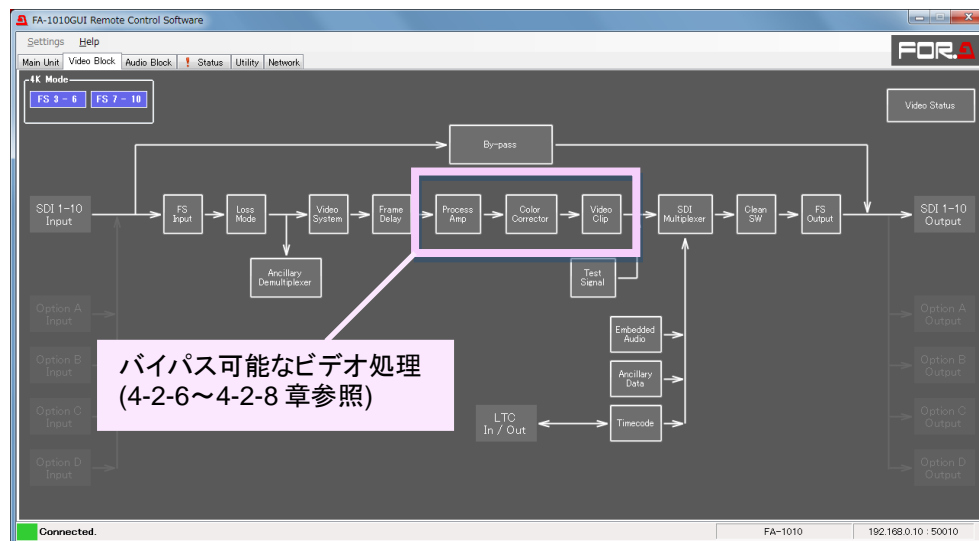 FA-1010GUI Remote Control Software
Settings Help
FOR.A
Main Unit Video Block Audio Block ! Status Utility Network
4K Mode
FS 3 - 6 FS 7 - 10
Video Status
By-pass
SDI 1-10
Input
FS
Input
Loss
Mode
Video
System
Frame
Delay
Process
Amp
Color
Corrector
Video
Clip
SDI
Multiplexer
Clean
SW
FS
Output
SDI 1-10
Output
Ancillary
Demultiplexer
Test
Signal
Option A
Input
Option A
Output
Embedded
Audio
バイパス可能なビデオ処理
(4-2-6～4-2-8 章参照)
Option B
Input
Option B
Output
Ancillary
Data
Option C
Input
LTC
In / Out
Timecode
Option C
Output
Option D
Input
Option D
Output
Connected.
FA-1010
192.168.0.10 : 50010